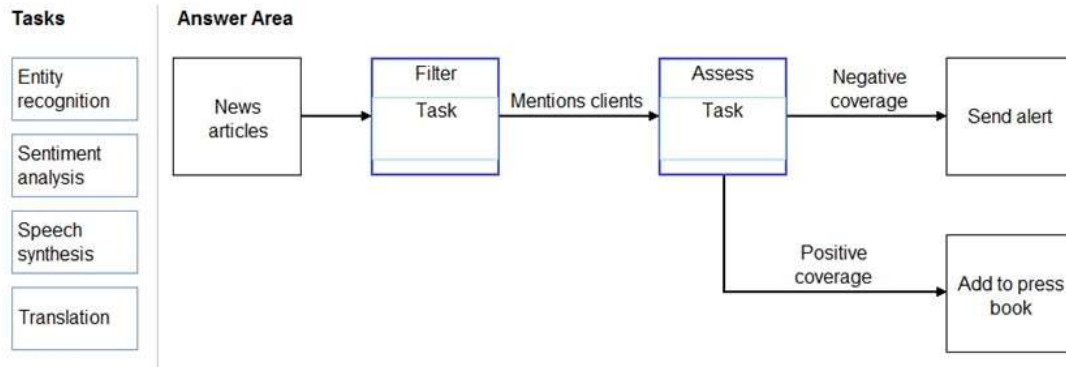 Tasks
Answer Area
Entity
recognition
Sentiment
analysis
Speech
synthesis
Translation
News
articles
Filter
Task
Mentions clients
Assess
Task
Negative
coverage
Send alert
Positive
coverage
Add to press
book